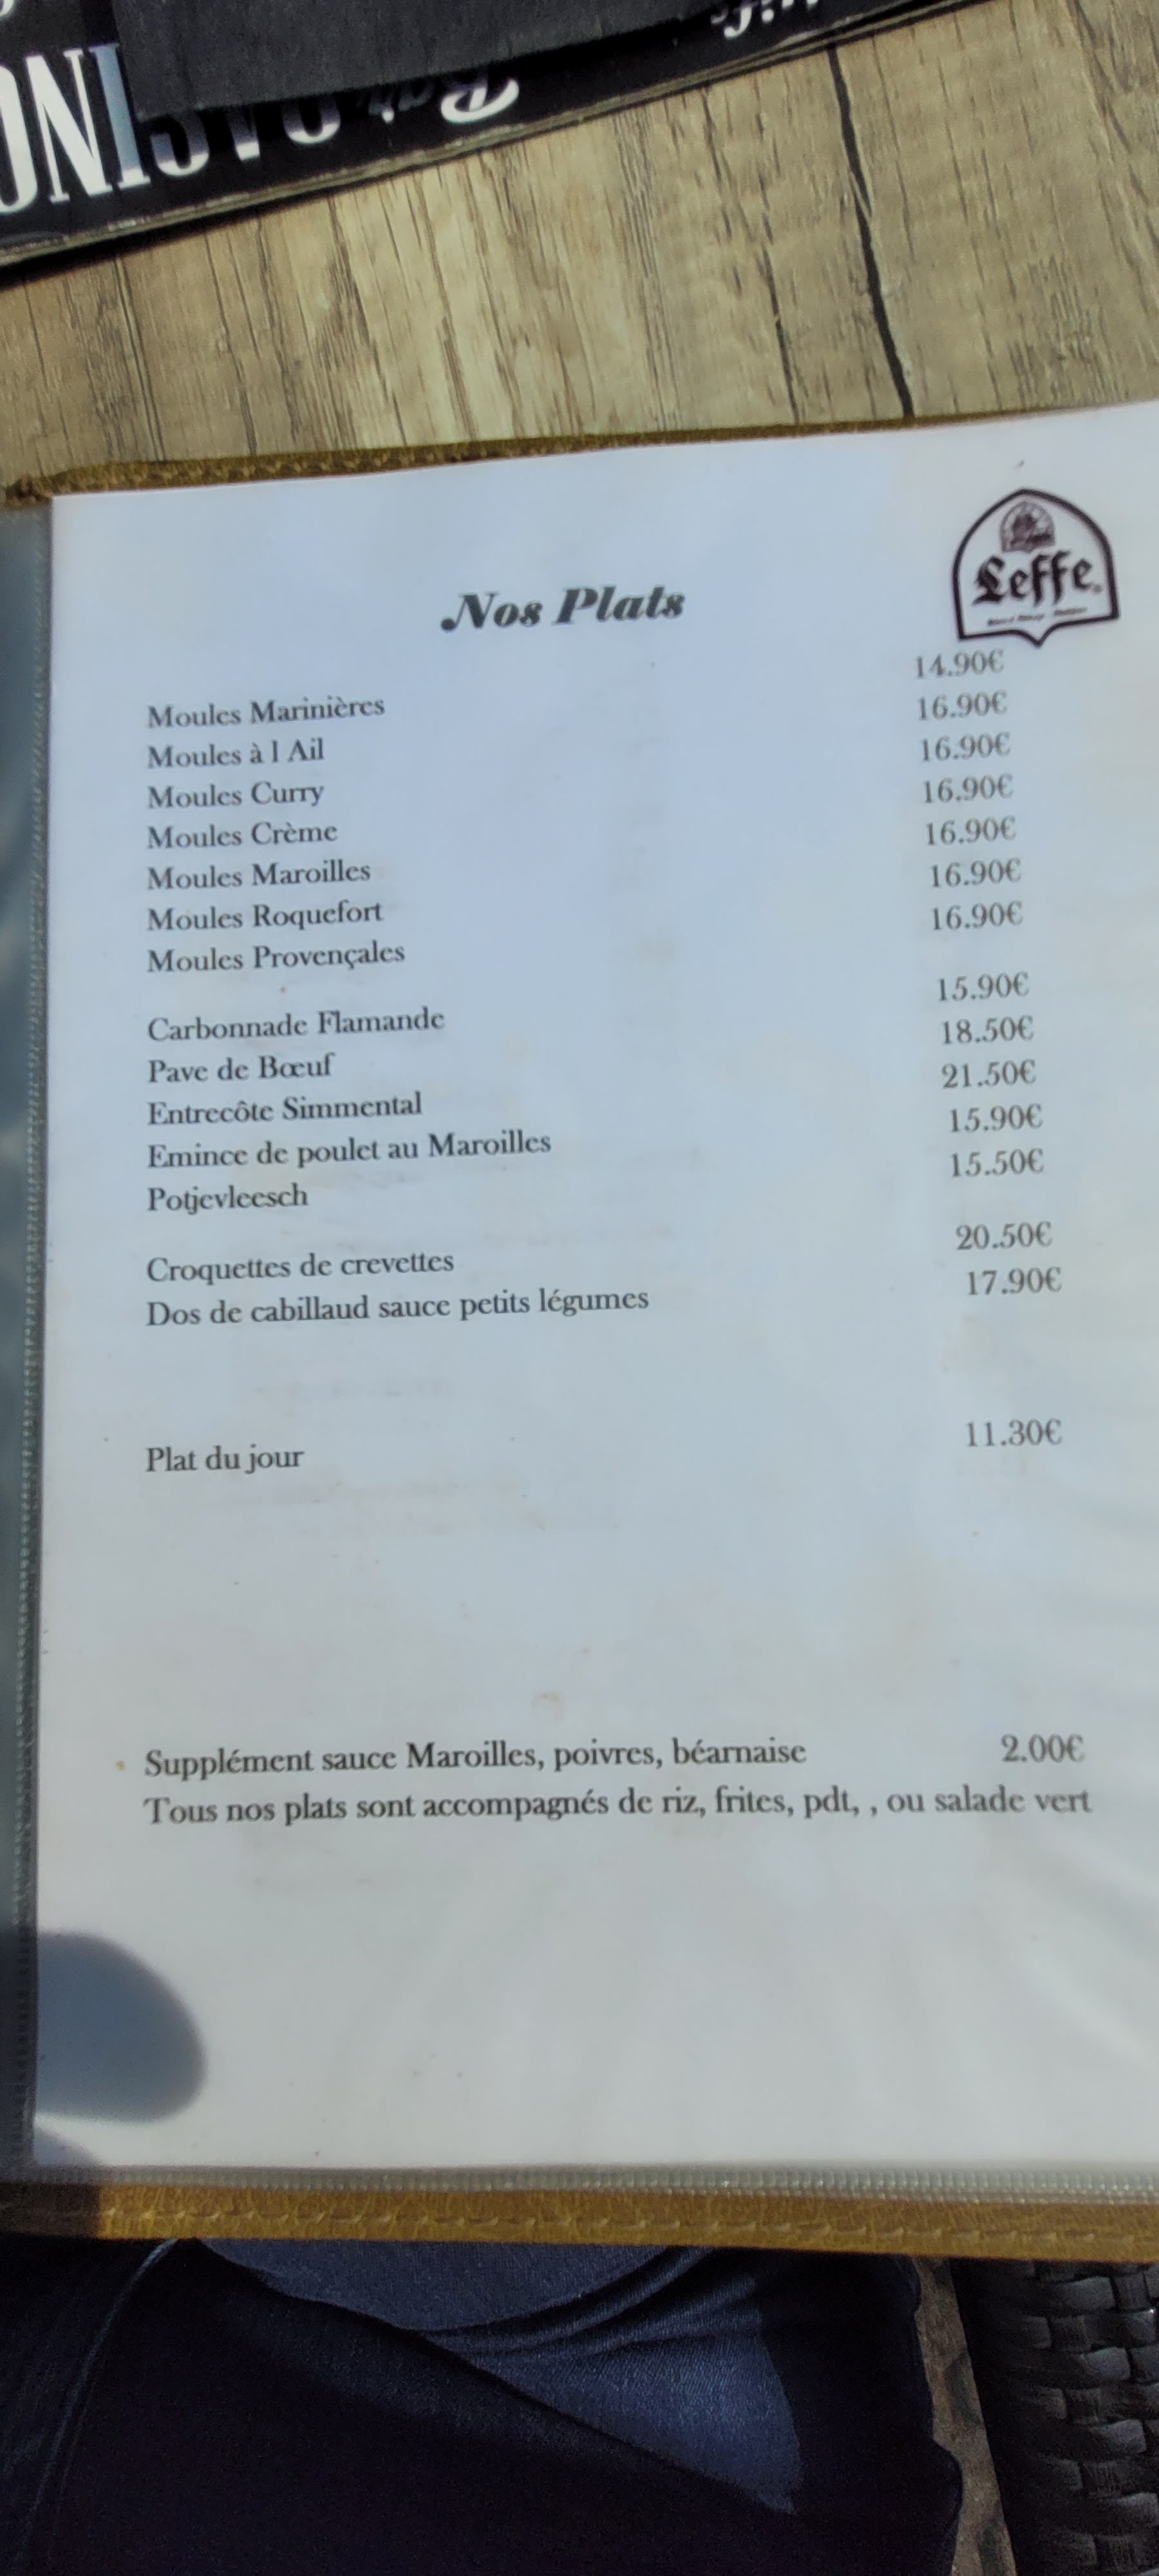 Bar
Leffe
Nos Plats
Moules Marinières 14.90€
Moules à l Ail 16.90€
Moules Curry 16.90€
Moules Crème 16.90€
Moules Maroilles 16.90€
Moules Roquefort 16.90€
Moules Provençales 16.90€
Carbonnade Flamande 15.90€
Pave de Bœuf 18.50€
Entrecôte Simmental 21.50€
Emince de poulet au Maroilles 15.90€
Potjevleesch 15.50€
Croquettes de crevettes 20.50€
Dos de cabillaud sauce petits légumes 17.90€
Plat du jour 11.30€
Supplément sauce Maroilles, poivres, béarnaise 2.00€
Tous nos plats sont accompagnés de riz, frites, pdt, , ou salade vert